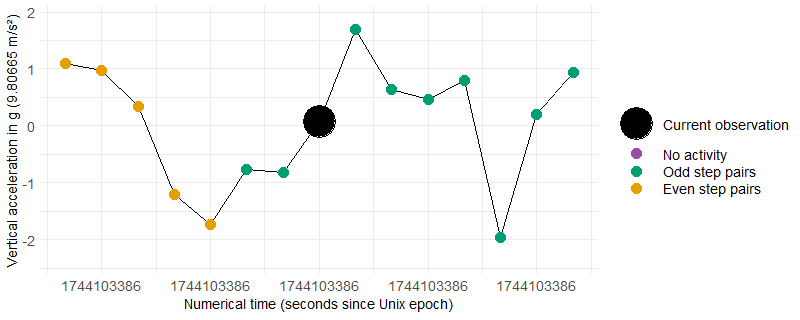 Vertical acceleration in g (9.80665 m/s²)
2
1
0
-1
-2
1744103386 1744103386 1744103386 1744103386 1744103386
Numerical time (seconds since Unix epoch)
Current observation
No activity
Odd step pairs
Even step pairs